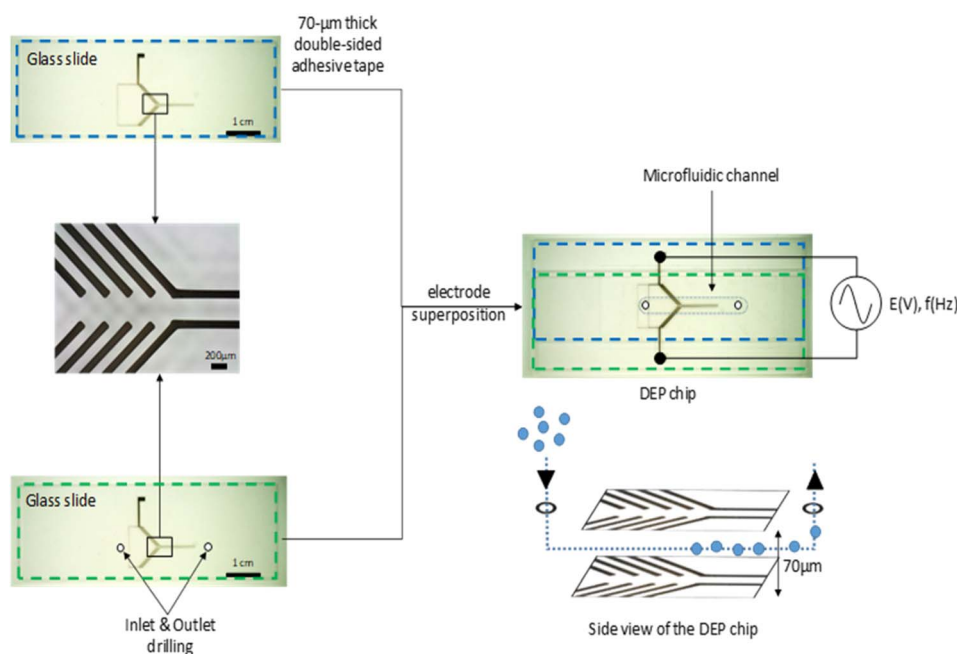 Glass slide
1 cm
70-µm thick
double-sided
adhesive tape
200µm
Glass slide
1 cm
Inlet & Outlet
drilling
electrode
superposition
Microfluidic channel
E(V), f(Hz)
DEP chip
70µm
Side view of the DEP chip